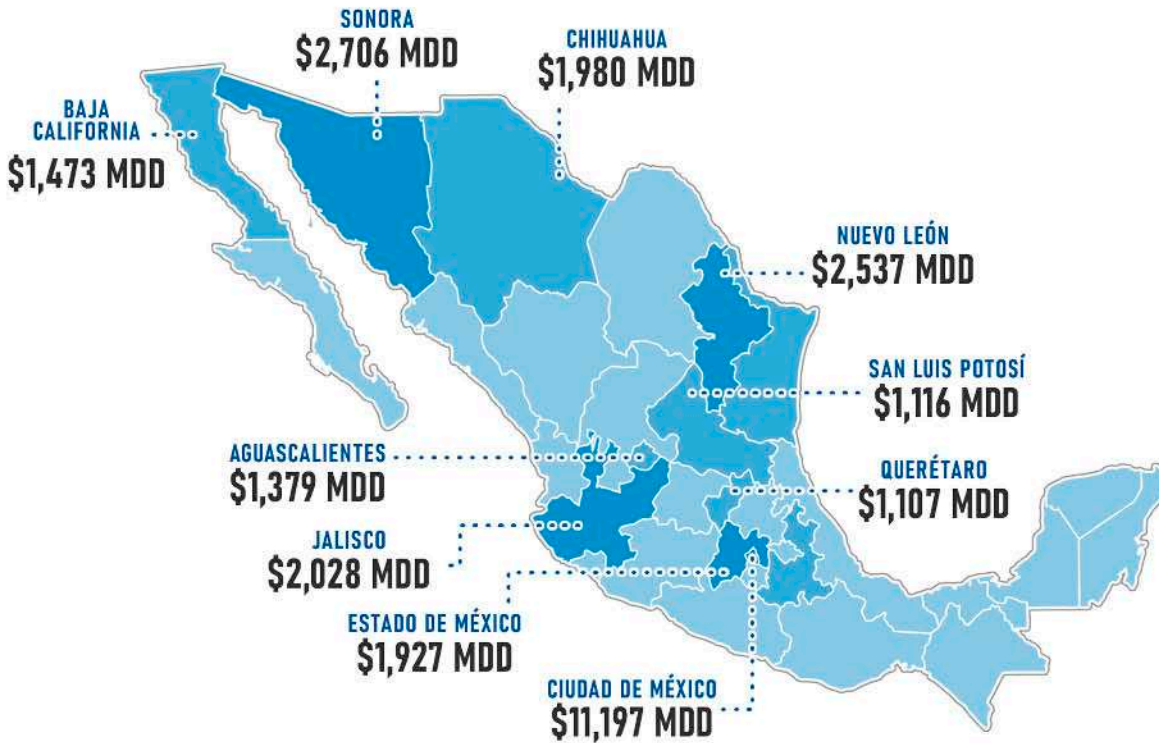 SONORA
$2,706 MDD
CHIHUAHUA
$1,980 MDD
BAJA
CALIFORNIA
$1,473 MDD
NUEVO LEÓN
$2,537 MDD
SAN LUIS POTOSÍ
$1,116 MDD
AGUASCALIENTES
$1,379 MDD
QUERÉTARO
$1,107 MDD
JALISCO
$2,028 MDD
ESTADO DE MÉXICO
$1,927 MDD
CIUDAD DE MÉXICO
$11,197 MDD